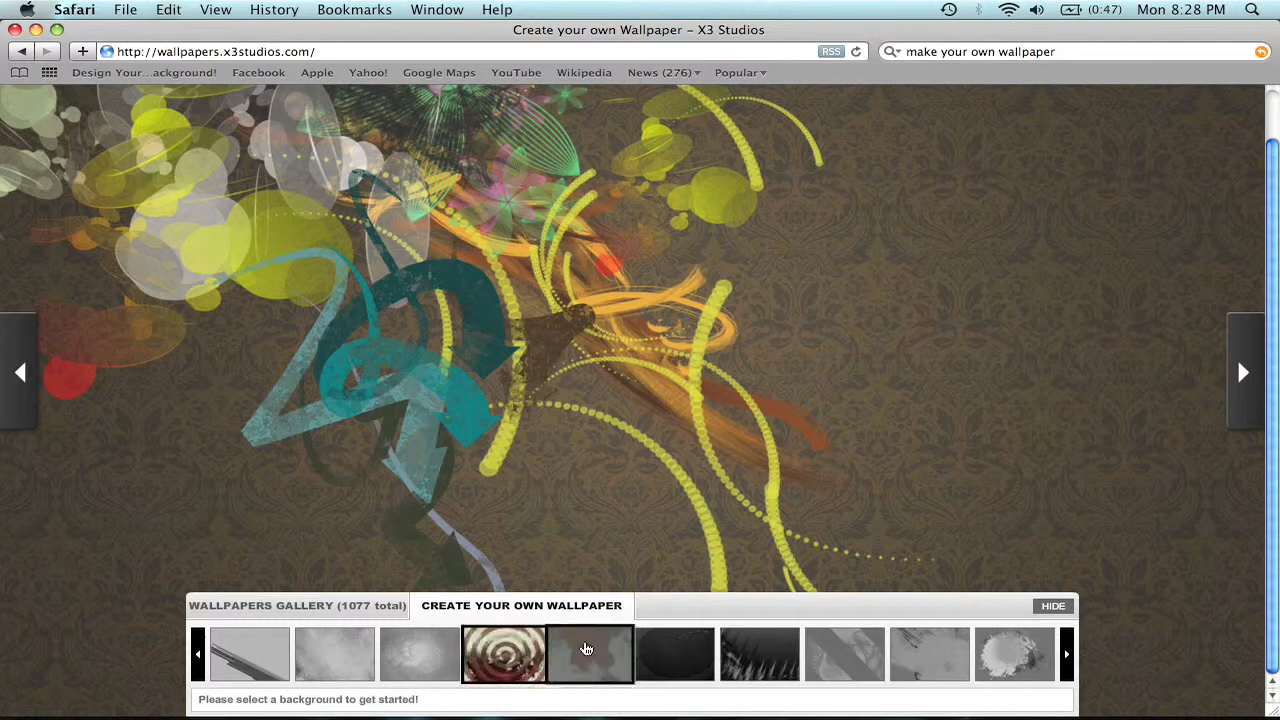 Safari File Edit View History Bookmarks Window Help (0:47) Mon 8:28 PM
Create your own Wallpaper – X3 Studios
http://wallpapers.x3studios.com/ RSS make your own wallpaper
Design Your...ackground! Facebook Apple Yahoo! Google Maps YouTube Wikipedia News (276) Popular
WALLPAPERS GALLERY (1077 total) CREATE YOUR OWN WALLPAPER HIDE
Please select a background to get started!